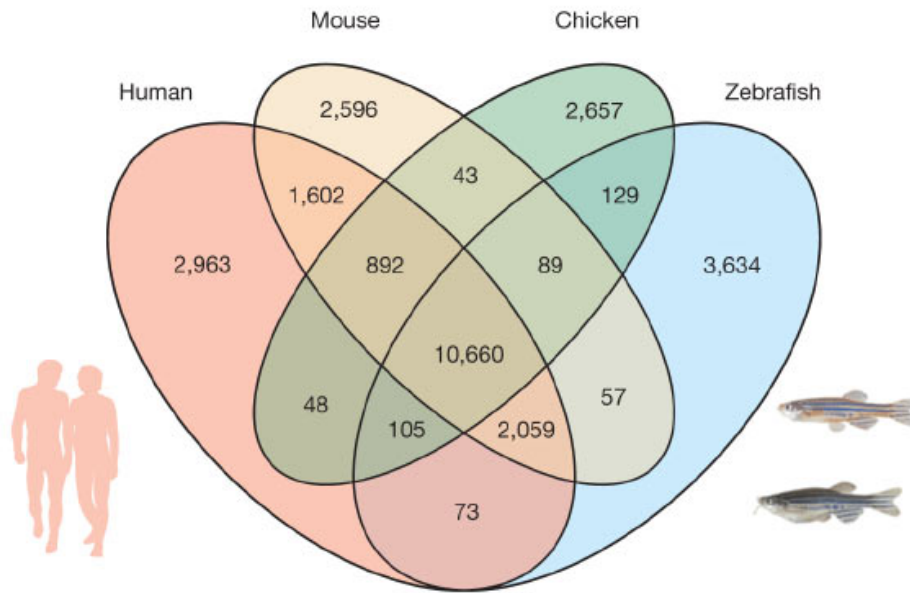 Mouse Chicken
Human Zebrafish
2,596 2,657
43
1,602 129
2,963 892 89 3,634
10,660
48 57
105 2,059
73